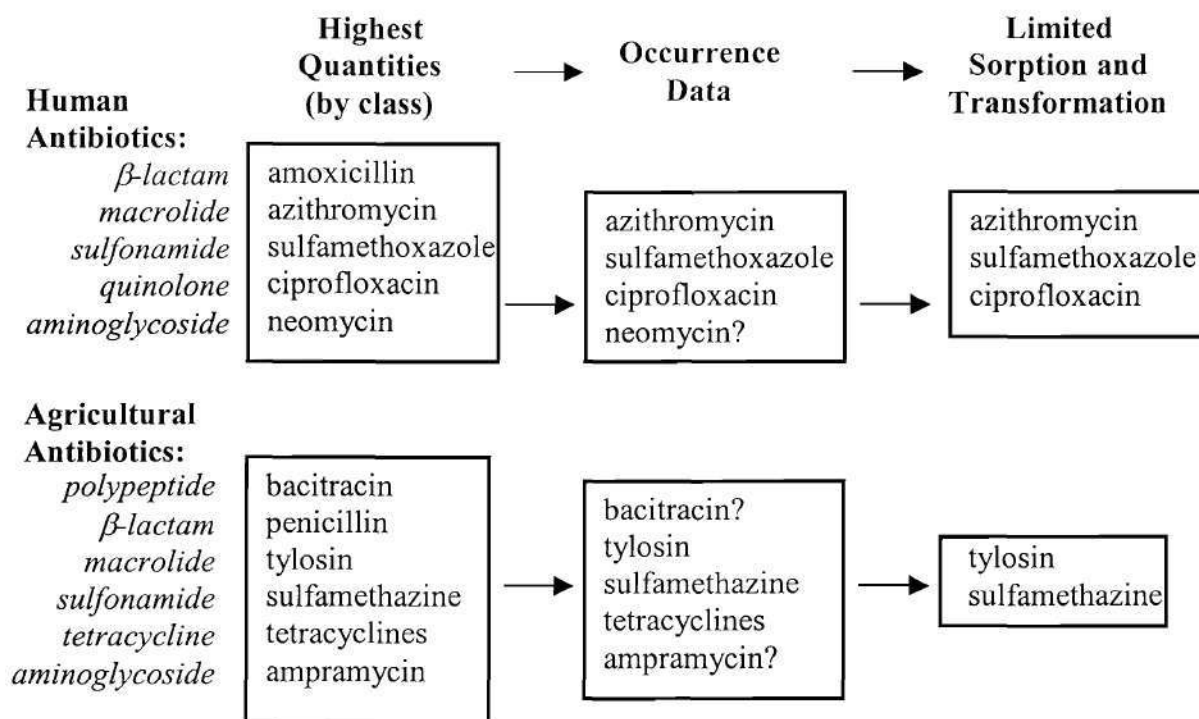 Highest
Quantities
(by class)
Occurrence
Data
Limited
Sorption and
Transformation
Human
Antibiotics:
β-lactam
macrolide
sulfonamide
quinolone
aminoglycoside
amoxicillin
azithromycin
sulfamethoxazole
ciprofloxacin
neomycin
azithromycin
sulfamethoxazole
ciprofloxacin
neomycin?
azithromycin
sulfamethoxazole
ciprofloxacin
Agricultural
Antibiotics:
polypeptide
β-lactam
macrolide
sulfonamide
tetracycline
aminoglycoside
bacitracin
penicillin
tylosin
sulfamethazine
tetracyclines
ampramycin
bacitracin?
tylosin
sulfamethazine
tetracyclines
ampramycin?
tylosin
sulfamethazine